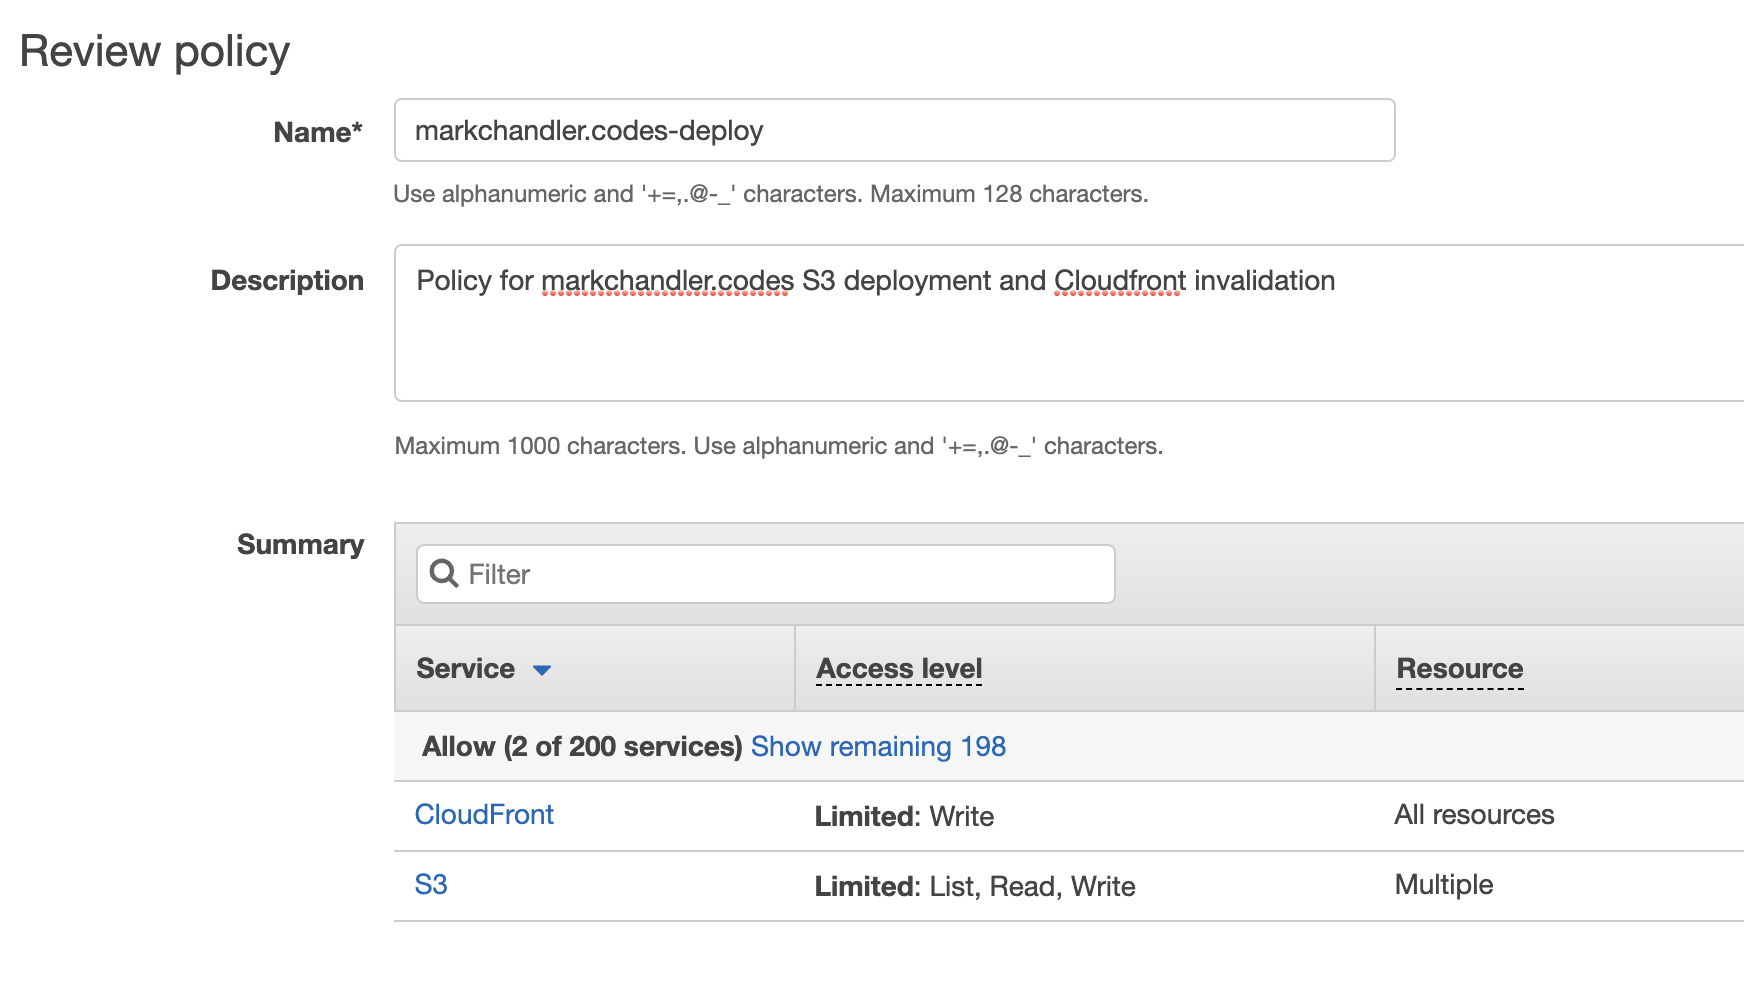 Review policy
Name*
markchandler.codes-deploy
Use alphanumeric and '+=,.@-_' characters. Maximum 128 characters.
Description
Policy for markchandler.codes S3 deployment and Cloudfront invalidation
Maximum 1000 characters. Use alphanumeric and '+=,.@-_' characters.
Summary
Filter
Service Access level Resource
Allow (2 of 200 services) Show remaining 198
CloudFront Limited: Write All resources
S3 Limited: List, Read, Write Multiple